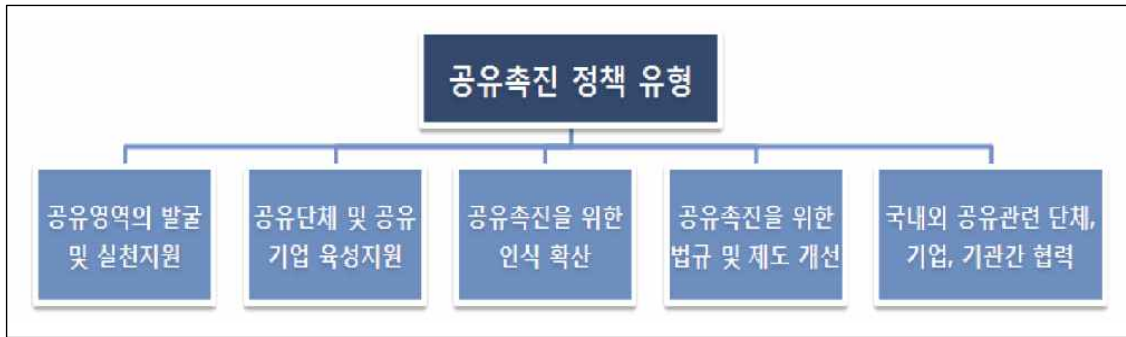 공유촉진 정책 유형
공유영역의 발굴
및 실천지원
공유단체 및 공유
기업 육성지원
공유촉진을 위한
인식 확산
공유촉진을 위한
법규 및 제도 개선
국내외 공유관련 단체,
기업, 기관간 협력